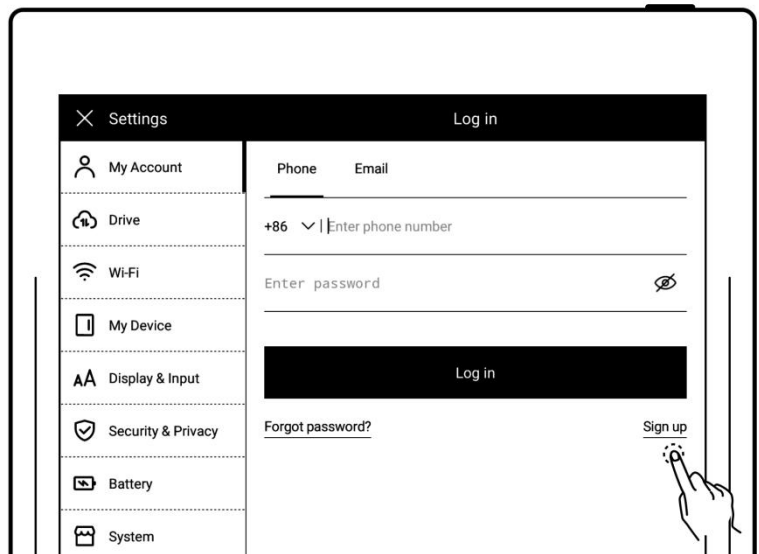 Settings
Log in
My Account
Drive
Wi-Fi
My Device
AA Display & Input
Security & Privacy
Battery
System
Phone Email
+86 Enter phone number
Enter password
Log in
Forgot password? Sign up